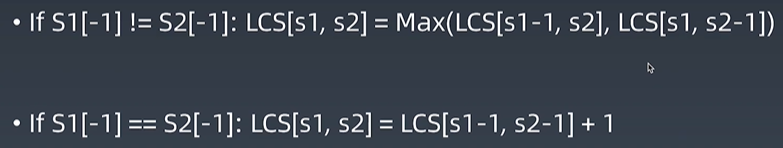 • If S1[-1] != S2[-1]: LCS[s1, s2] = Max(LCS[s1-1, s2], LCS[s1, s2-1])
• If S1[-1] == S2[-1]: LCS[s1, s2] = LCS[s1-1, s2-1] + 1